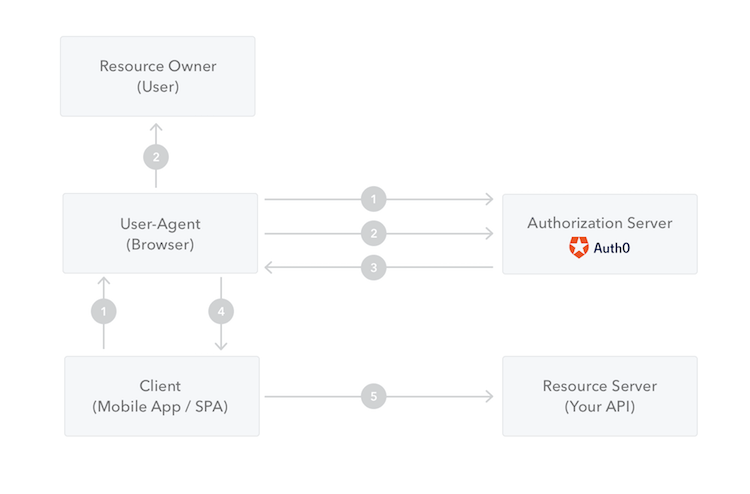 Resource Owner
(User)
2
User-Agent
(Browser)
1
2
3
Authorization Server
Auth0
1
4
Client
(Mobile App / SPA)
5
Resource Server
(Your API)